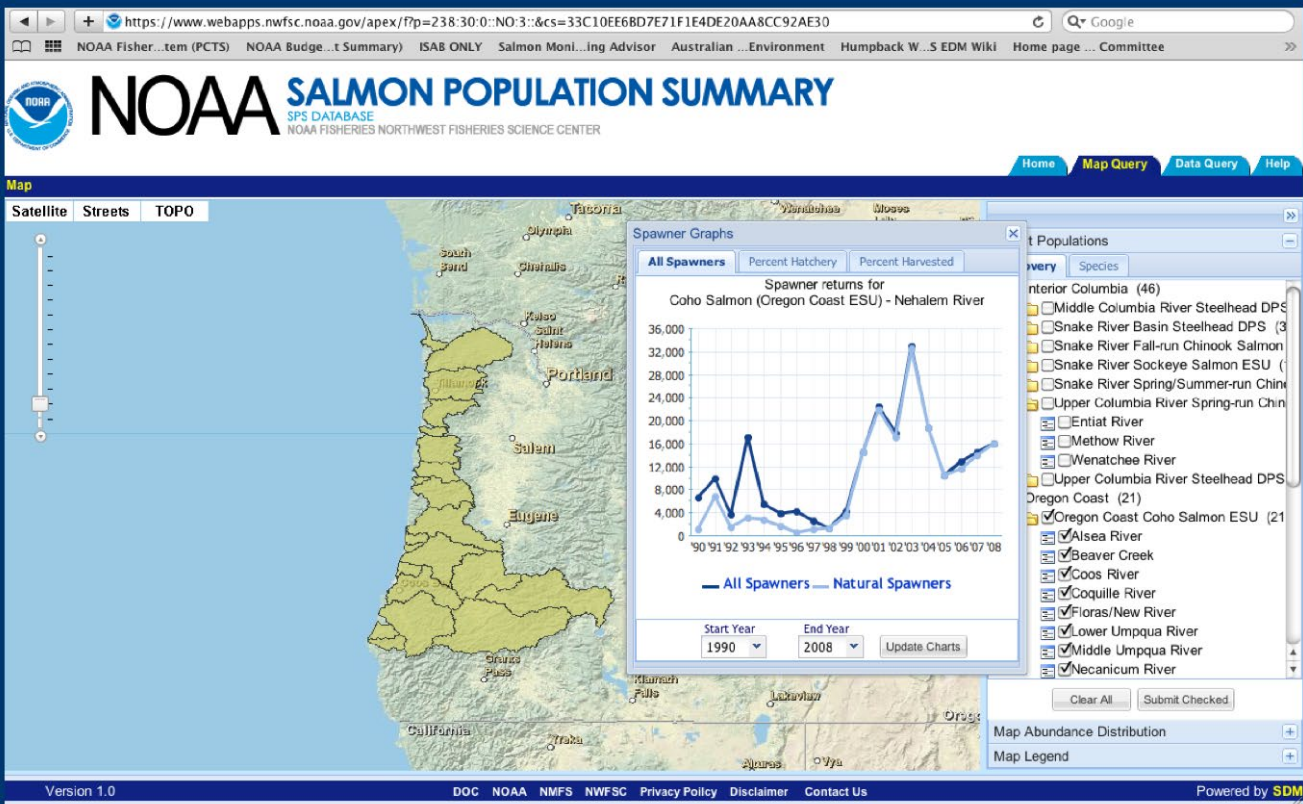 https://www.webapps.nwfsc.noaa.gov/apex/f?p=238:30:0::NO:3::&cs=33C10EE6BD7E71F1E4DE20AA8CC92AE30
Google
NOAA Fisher...tem (PCTS) NOAA Budge...t Summary) ISAB ONLY Salmon Moni...ing Advisor Australian ...Environment Humpback W...S EDM Wiki Home page ... Committee
NOAA
NOAA SALMON POPULATION SUMMARY
SPS DATABASE
NOAA FISHERIES NORTHWEST FISHERIES SCIENCE CENTER
Home Map Query Data Query Help
Map
Satellite Streets TOPO
Tacoma
Wenatchee
Moses
Olympia
South
Bend
Chehalis
Kelso
Saint
Helens
Portland
Tillamook
Salem
Eugene
Coos
Grants
Pass
Klamath
Falls
Lakeview
California
Yreka
Alturas
Vya
Spawner Graphs
All Spawners Percent Hatchery Percent Harvested
Spawner returns for
Coho Salmon (Oregon Coast ESU) - Nehalem River
36,000
32,000
28,000
24,000
20,000
16,000
12,000
8,000
4,000
0
'90 '91 '92 '93 '94 '95 '96 '97 '98 '99 '00 '01 '02 '03 '04 '05 '06 '07 '08
All Spawners Natural Spawners
Start Year End Year
1990 2008 Update Charts
t Populations
overy Species
nterior Columbia (46)
Middle Columbia River Steelhead DPS
Snake River Basin Steelhead DPS (3
Snake River Fall-run Chinook Salmon
Snake River Sockeye Salmon ESU (
Snake River Spring/Summer-run Chin
Upper Columbia River Spring-run Chin
Entiat River
Methow River
Wenatchee River
Upper Columbia River Steelhead DPS
Oregon Coast (21)
Oregon Coast Coho Salmon ESU (21
Alsea River
Beaver Creek
Coos River
Coquille River
Floras/New River
Lower Umpqua River
Middle Umpqua River
Necanicum River
Clear All Submit Checked
Map Abundance Distribution
Map Legend
Version 1.0 DOC NOAA NMFS NWFSC Privacy Policy Disclaimer Contact Us Powered by SDM